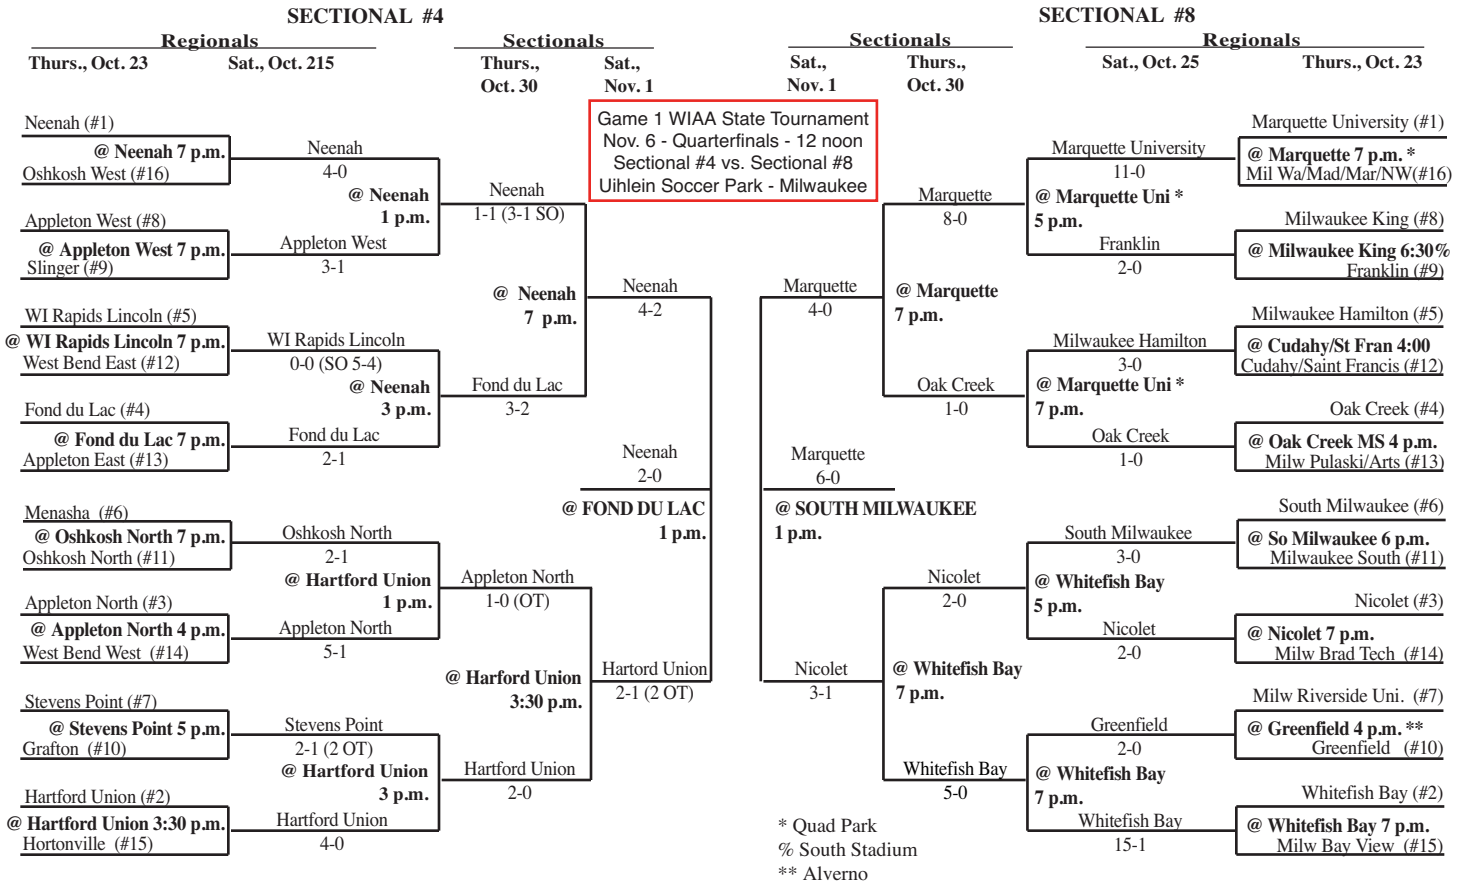 SECTIONAL #4
Regionals
Sectionals
Thurs., Oct. 23
Sat., Oct. 215
Thurs.,
Oct. 30
Sat.,
Nov. 1
Neenah (#1)
@ Neenah 7 p.m.
Oshkosh West (#16)
Neenah
4-0
@ Neenah
1 p.m.
Appleton West (#8)
@ Appleton West 7 p.m.
Slinger (#9)
Appleton West
3-1
Neenah
1-1 (3-1 SO)
@ Neenah
7 p.m.
WI Rapids Lincoln (#5)
@ WI Rapids Lincoln 7 p.m.
West Bend East (#12)
WI Rapids Lincoln
0-0 (SO 5-4)
@ Neenah
3 p.m.
Fond du Lac (#4)
@ Fond du Lac 7 p.m.
Appleton East (#13)
Fond du Lac
2-1
Fond du Lac
3-2
Neenah
4-2
Neenah
2-0
@ FOND DU LAC
1 p.m.
Menasha (#6)
@ Oshkosh North 7 p.m.
Oshkosh North (#11)
Oshkosh North
2-1
@ Hartford Union
1 p.m.
Appleton North (#3)
@ Appleton North 4 p.m.
West Bend West (#14)
Appleton North
5-1
Appleton North
1-0 (OT)
@ Harford Union
3:30 p.m.
Hartord Union
2-1 (2 OT)
Stevens Point (#7)
@ Stevens Point 5 p.m.
Grafton (#10)
Stevens Point
2-1 (2 OT)
@ Hartford Union
3 p.m.
Hartford Union (#2)
@ Hartford Union 3:30 p.m.
Hortonville (#15)
Hartford Union
4-0
Hartford Union
2-0
Game 1 WIAA State Tournament
Nov. 6 - Quarterfinals - 12 noon
Sectional #4 vs. Sectional #8
Uihlein Soccer Park - Milwaukee
SECTIONAL #8
Sectionals
Regionals
Sat.,
Nov. 1
Thurs.,
Oct. 30
Sat., Oct. 25
Thurs., Oct. 23
Marquette University (#1)
@ Marquette 7 p.m. *
Mil Wa/Mad/Mar/NW(#16)
Marquette University
11-0
@ Marquette Uni *
5 p.m.
Milwaukee King (#8)
@ Milwaukee King 6:30%
Franklin (#9)
Franklin
2-0
Marquette
8-0
@ Marquette
7 p.m.
Marquette
4-0
Milwaukee Hamilton (#5)
@ Cudahy/St Fran 4:00
Cudahy/Saint Francis (#12)
Milwaukee Hamilton
3-0
@ Marquette Uni *
7 p.m.
Oak Creek (#4)
@ Oak Creek MS 4 p.m.
Milw Pulaski/Arts (#13)
Oak Creek
1-0
Oak Creek
1-0
Marquette
6-0
@ SOUTH MILWAUKEE
1 p.m.
South Milwaukee (#6)
@ So Milwaukee 6 p.m.
Milwaukee South (#11)
South Milwaukee
3-0
@ Whitefish Bay
5 p.m.
Nicolet (#3)
@ Nicolet 7 p.m.
Milw Brad Tech (#14)
Nicolet
2-0
Nicolet
2-0
@ Whitefish Bay
7 p.m.
Nicolet
3-1
Milw Riverside Uni. (#7)
@ Greenfield 4 p.m. **
Greenfield (#10)
Greenfield
2-0
@ Whitefish Bay
7 p.m.
Whitefish Bay (#2)
@ Whitefish Bay 7 p.m.
Milw Bay View (#15)
Whitefish Bay
15-1
Whitefish Bay
5-0
* Quad Park
% South Stadium
** Alverno